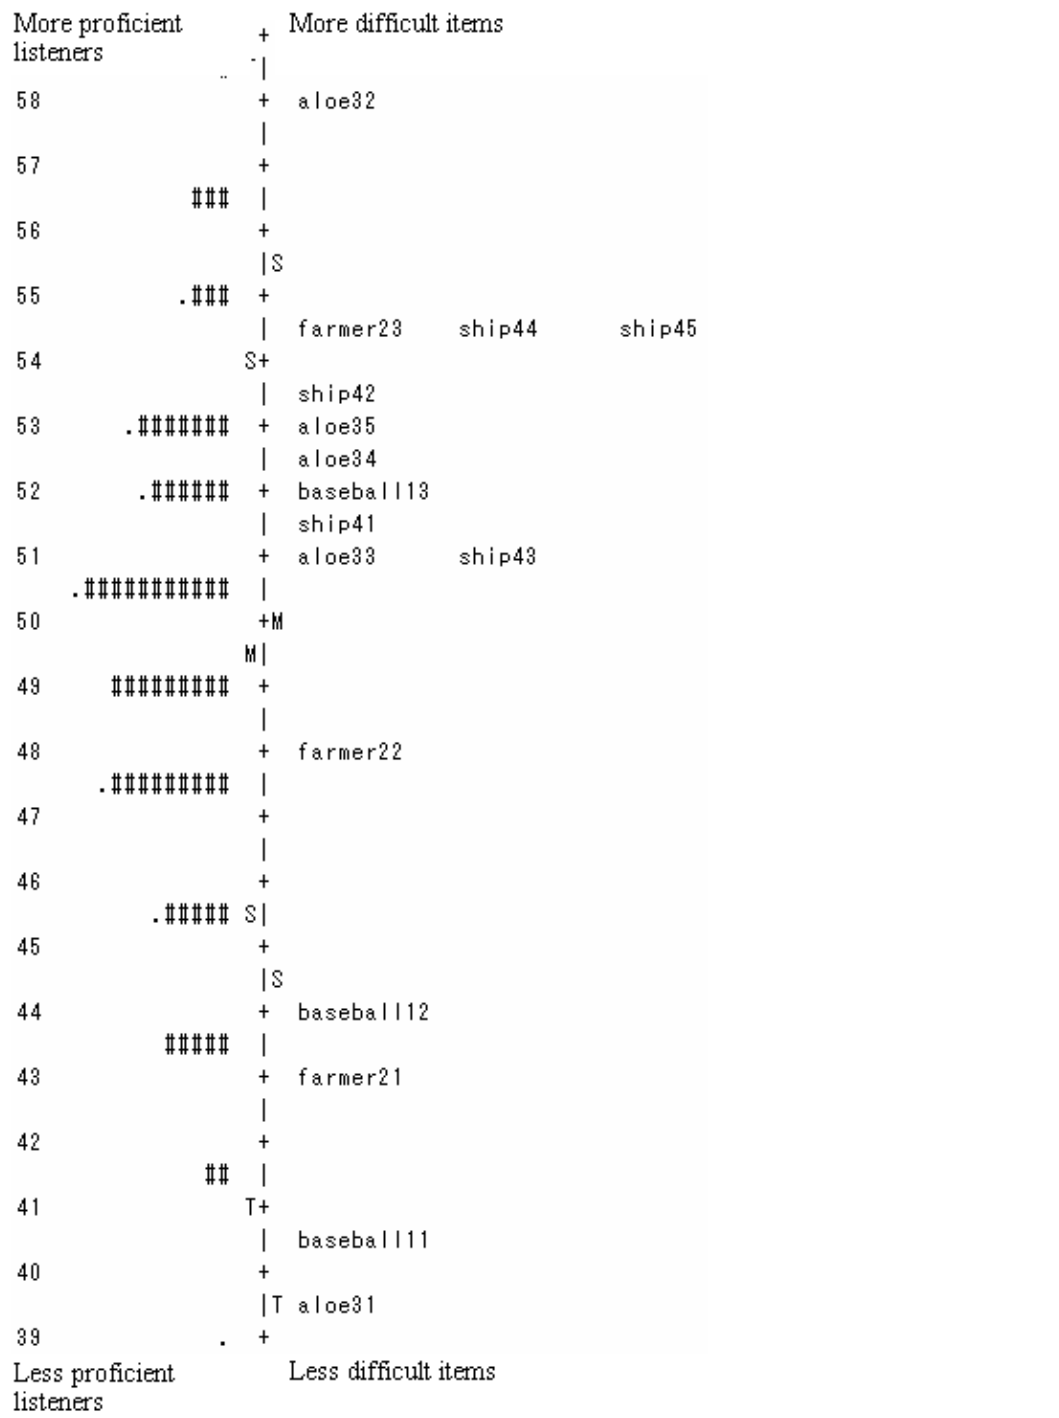 More proficient + More difficult items
listeners
.. -|
58 + aloe32
|
57 +
### |
56 +
|S
55 .### +
| farmer23 ship44 ship45
54 S+
| ship42
53 .####### + aloe35
| aloe34
52 .###### + baseball13
| ship41
51 + aloe33 ship43
.########### |
50 +M
M|
49 ######### +
|
48 + farmer22
.######### |
47 +
|
46 +
.##### S|
45 +
|S
44 + baseball12
##### |
43 + farmer21
|
42 +
## |
41 T+
| baseball11
40 +
|T aloe31
39 . +
Less proficient Less difficult items
listeners